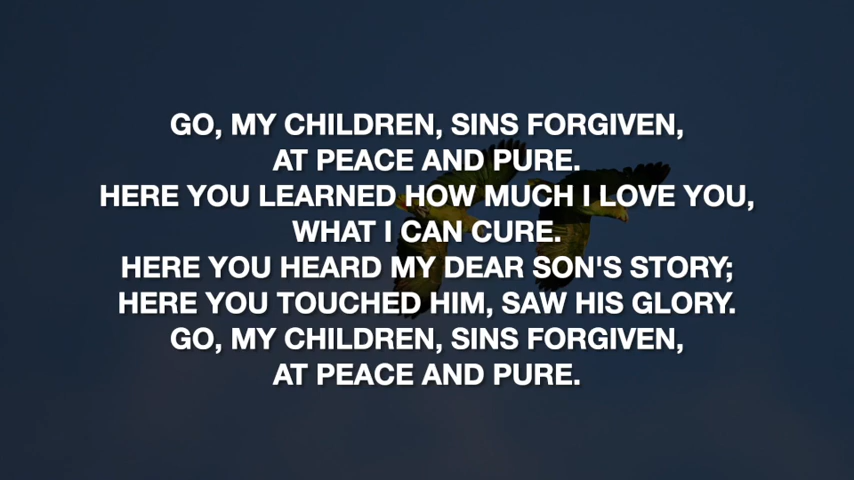 GO, MY CHILDREN, SINS FORGIVEN,
AT PEACE AND PURE.
HERE YOU LEARNED HOW MUCH I LOVE YOU,
WHAT I CAN CURE.
HERE YOU HEARD MY DEAR SON'S STORY;
HERE YOU TOUCHED HIM, SAW HIS GLORY.
GO, MY CHILDREN, SINS FORGIVEN,
AT PEACE AND PURE.